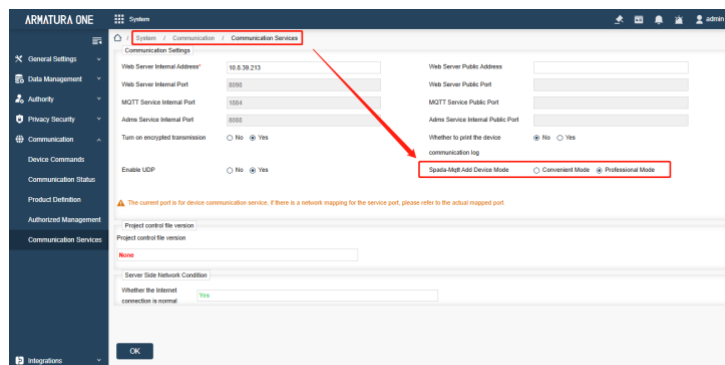 ARMATURA ONE
System
admin
System / Communication / Communication Services
General Settings
Data Management
Authority
Privacy Security
Communication
Device Commands
Communication Status
Product Definition
Authorized Management
Communication Services
Integrations
Communication Settings
Web Server Internal Address*
10.8.39.213
Web Server Public Address
Web Server Internal Port
8098
Web Server Public Port
MQTT Service Internal Port
1884
MQTT Service Public Port
Adms Service Internal Port
8088
Adms Service Internal Public Port
Turn on encrypted transmission
No Yes
Whether to print the device
communication log
No Yes
Enable UDP
No Yes
Spada-Mqtt Add Device Mode
Convenient Mode Professional Mode
The current port is for device communication service, if there is a network mapping for the service port, please refer to the actual mapped port.
Project control file version
Project control file version
None
Server Side Network Condition
Whether the Internet
connection is normal
Yes
OK